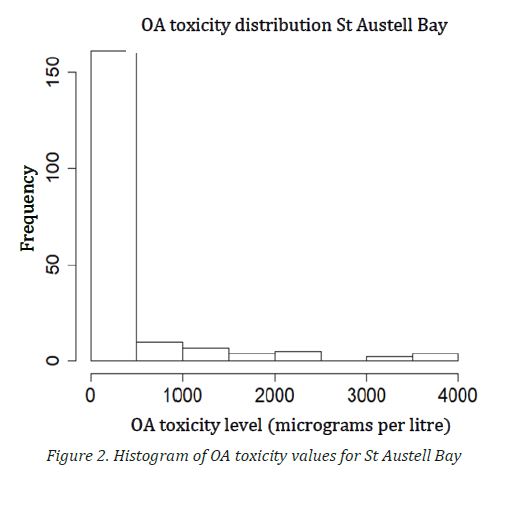 OA toxicity distribution St Austell Bay
150
100
50
0
Frequency
0 1000 2000 3000 4000
OA toxicity level (micrograms per litre)
Figure 2. Histogram of OA toxicity values for St Austell Bay